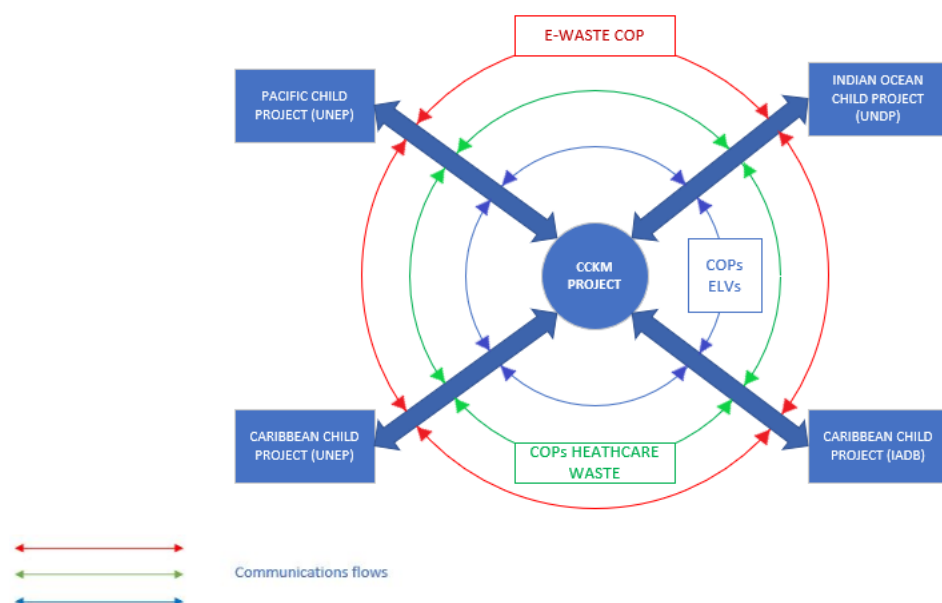 E-WASTE COP
PACIFIC CHILD
PROJECT (UNEP)
INDIAN OCEAN
CHILD PROJECT
(UNDP)
CCKM
PROJECT
COPs
ELVs
CARIBBEAN CHILD
PROJECT (UNEP)
COPs HEATHCARE
WASTE
CARIBBEAN CHILD
PROJECT (IADB)
Communications flows